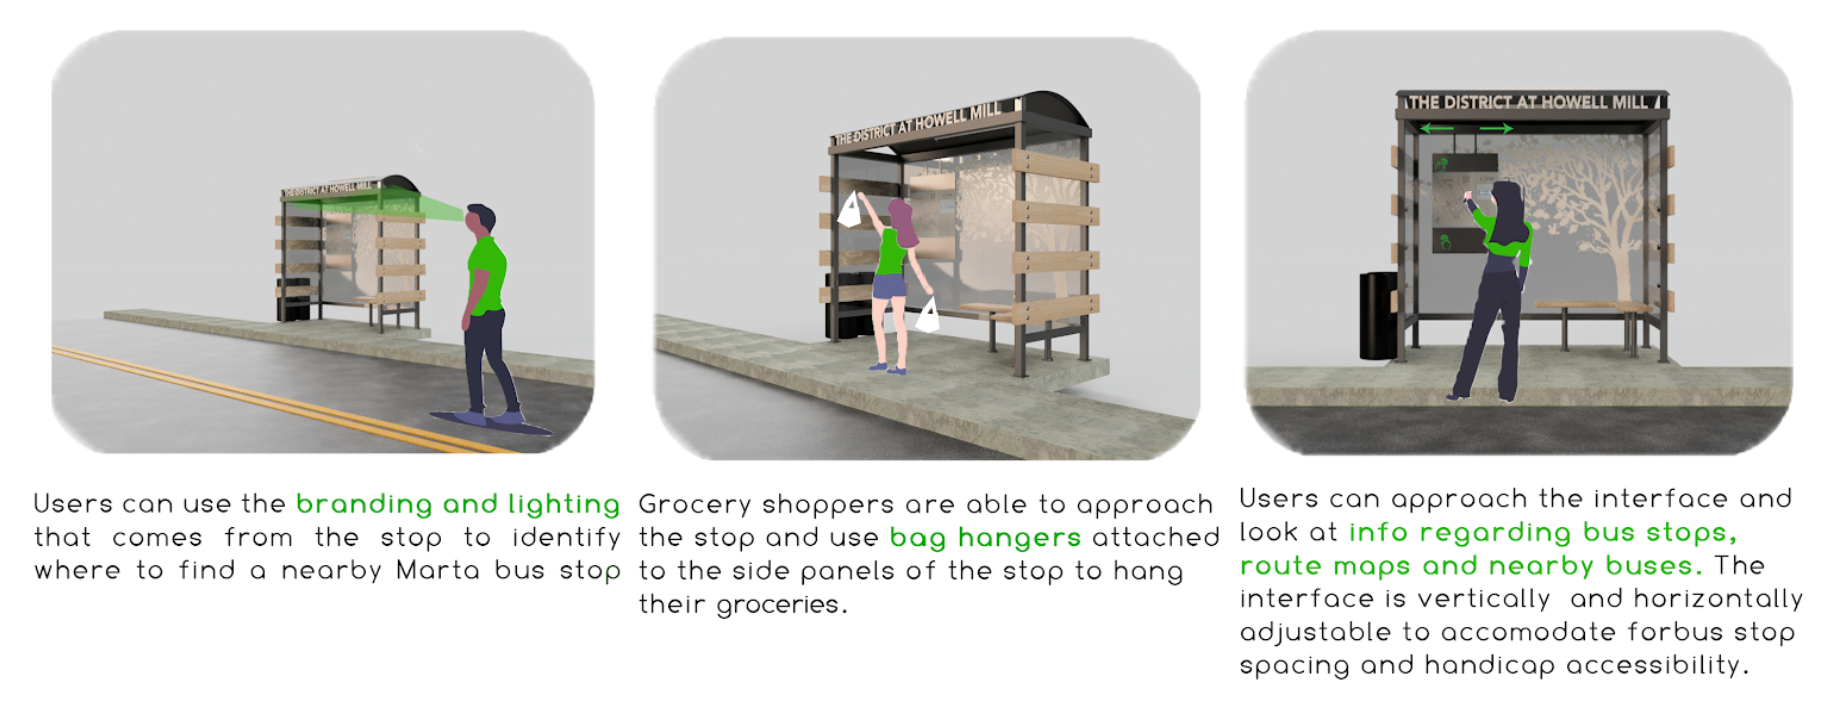 THE DISTRICT AT HOWELL MILL
THE DISTRICT AT HOWELL MILL
THE DISTRICT AT HOWELL MILL
Users can use the branding and lighting
that comes from the stop to identify
where to find a nearby Marta bus stop
Grocery shoppers are able to approach
the stop and use bag hangers attached
to the side panels of the stop to hang
their groceries.
Users can approach the interface and
look at info regarding bus stops,
route maps and nearby buses. The
interface is vertically and horizontally
adjustable to accomodate forbus stop
spacing and handicap accessibility.